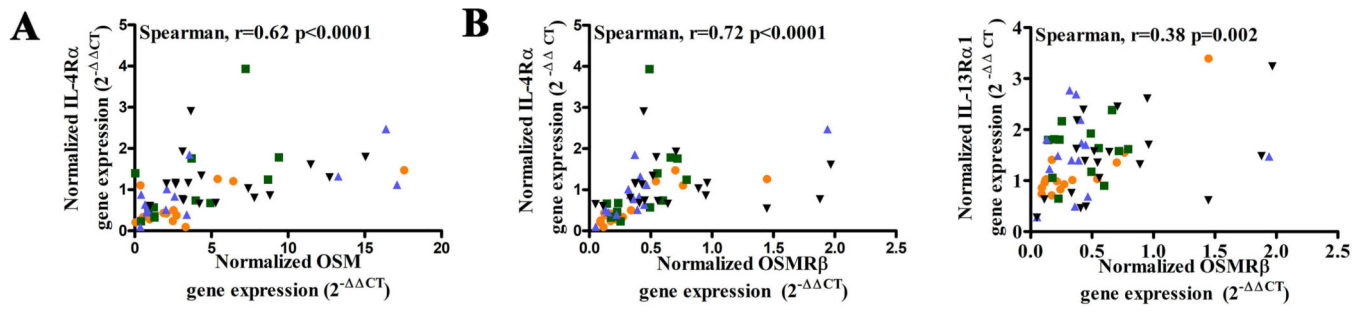 A
Spearman, r=0.62 p<0.0001
Normalized IL-4Rα
gene expression (2^-ΔΔCT)
5
4
3
2
1
0
0 5 10 15 20
Normalized OSM
gene expression (2^-ΔΔCT)
B
Spearman, r=0.72 p<0.0001
Normalized IL-4Rα
gene expression (2^-ΔΔCT)
5
4
3
2
1
0
0.0 0.5 1.0 1.5 2.0 2.5
Normalized OSMRβ
gene expression (2^-ΔΔCT)
Spearman, r=0.38 p=0.002
Normalized IL-13Rα1
gene expression (2^-ΔΔ CT)
4
3
2
1
0
0.0 0.5 1.0 1.5 2.0 2.5
Normalized OSMRβ
gene expression (2^-ΔΔCT)